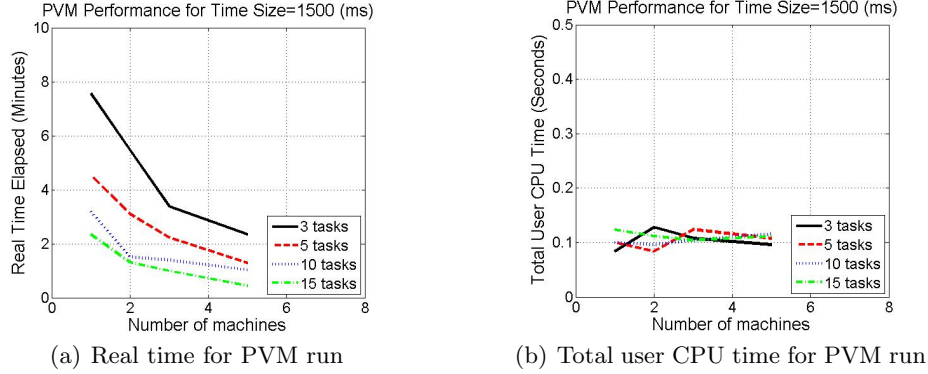 PVM Performance for Time Size=1500 (ms)
10
8
6
4
2
0
Real Time Elapsed (Minutes)
3 tasks
5 tasks
10 tasks
15 tasks
0 2 4 6 8
Number of machines
(a) Real time for PVM run
PVM Performance for Time Size=1500 (ms)
0.5
0.4
0.3
0.2
0.1
0
Total User CPU Time (Seconds)
3 tasks
5 tasks
10 tasks
15 tasks
0 2 4 6 8
Number of machines
(b) Total user CPU time for PVM run